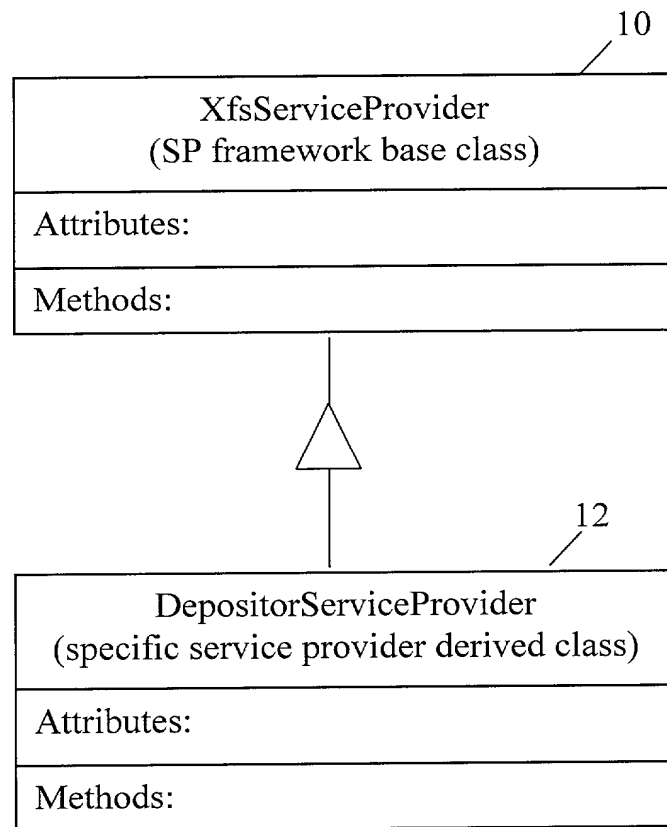 10
XfsServiceProvider
(SP framework base class)
Attributes:
Methods:
12
DepositorServiceProvider
(specific service provider derived class)
Attributes:
Methods: